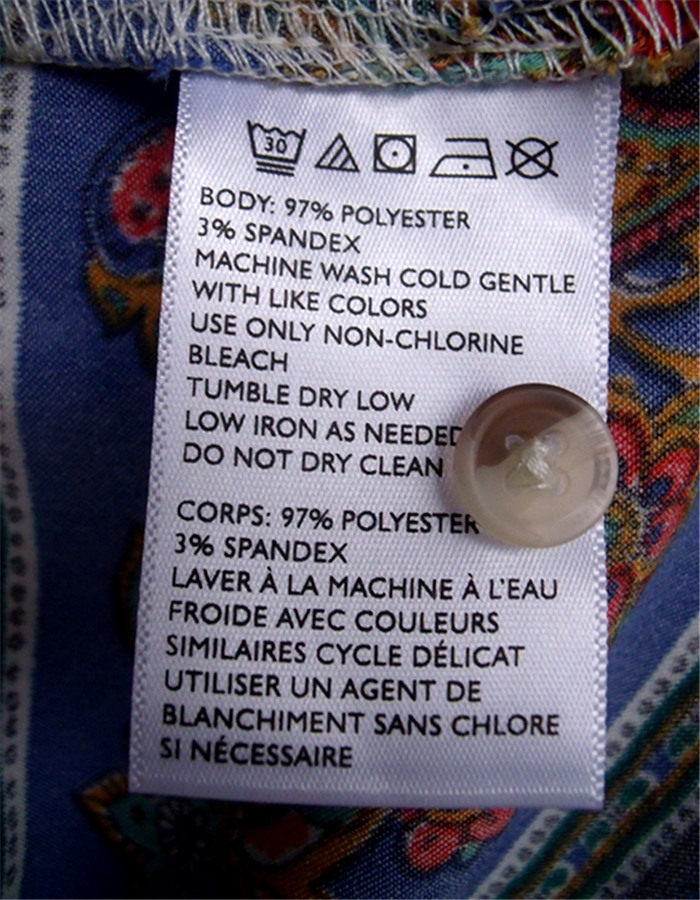 30
BODY: 97% POLYESTER
3% SPANDEX
MACHINE WASH COLD GENTLE
WITH LIKE COLORS
USE ONLY NON-CHLORINE
BLEACH
TUMBLE DRY LOW
LOW IRON AS NEEDED
DO NOT DRY CLEAN
CORPS: 97% POLYESTER
3% SPANDEX
LAVER À LA MACHINE À L'EAU
FROIDE AVEC COULEURS
SIMILAIRES CYCLE DÉLICAT
UTILISER UN AGENT DE
BLANCHIMENT SANS CHLORE
SI NÉCESSAIRE